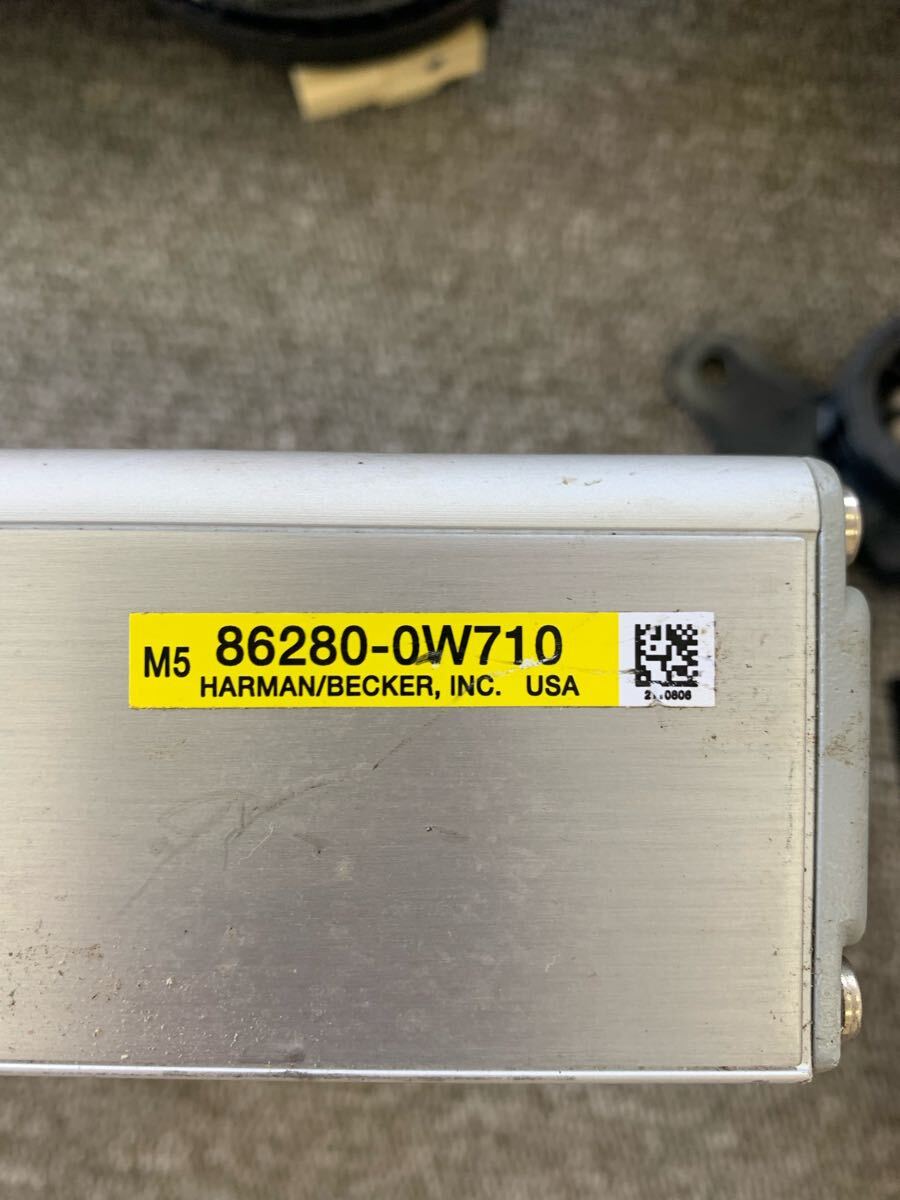 M5 86280-0W710
HARMAN/BECKER, INC. USA